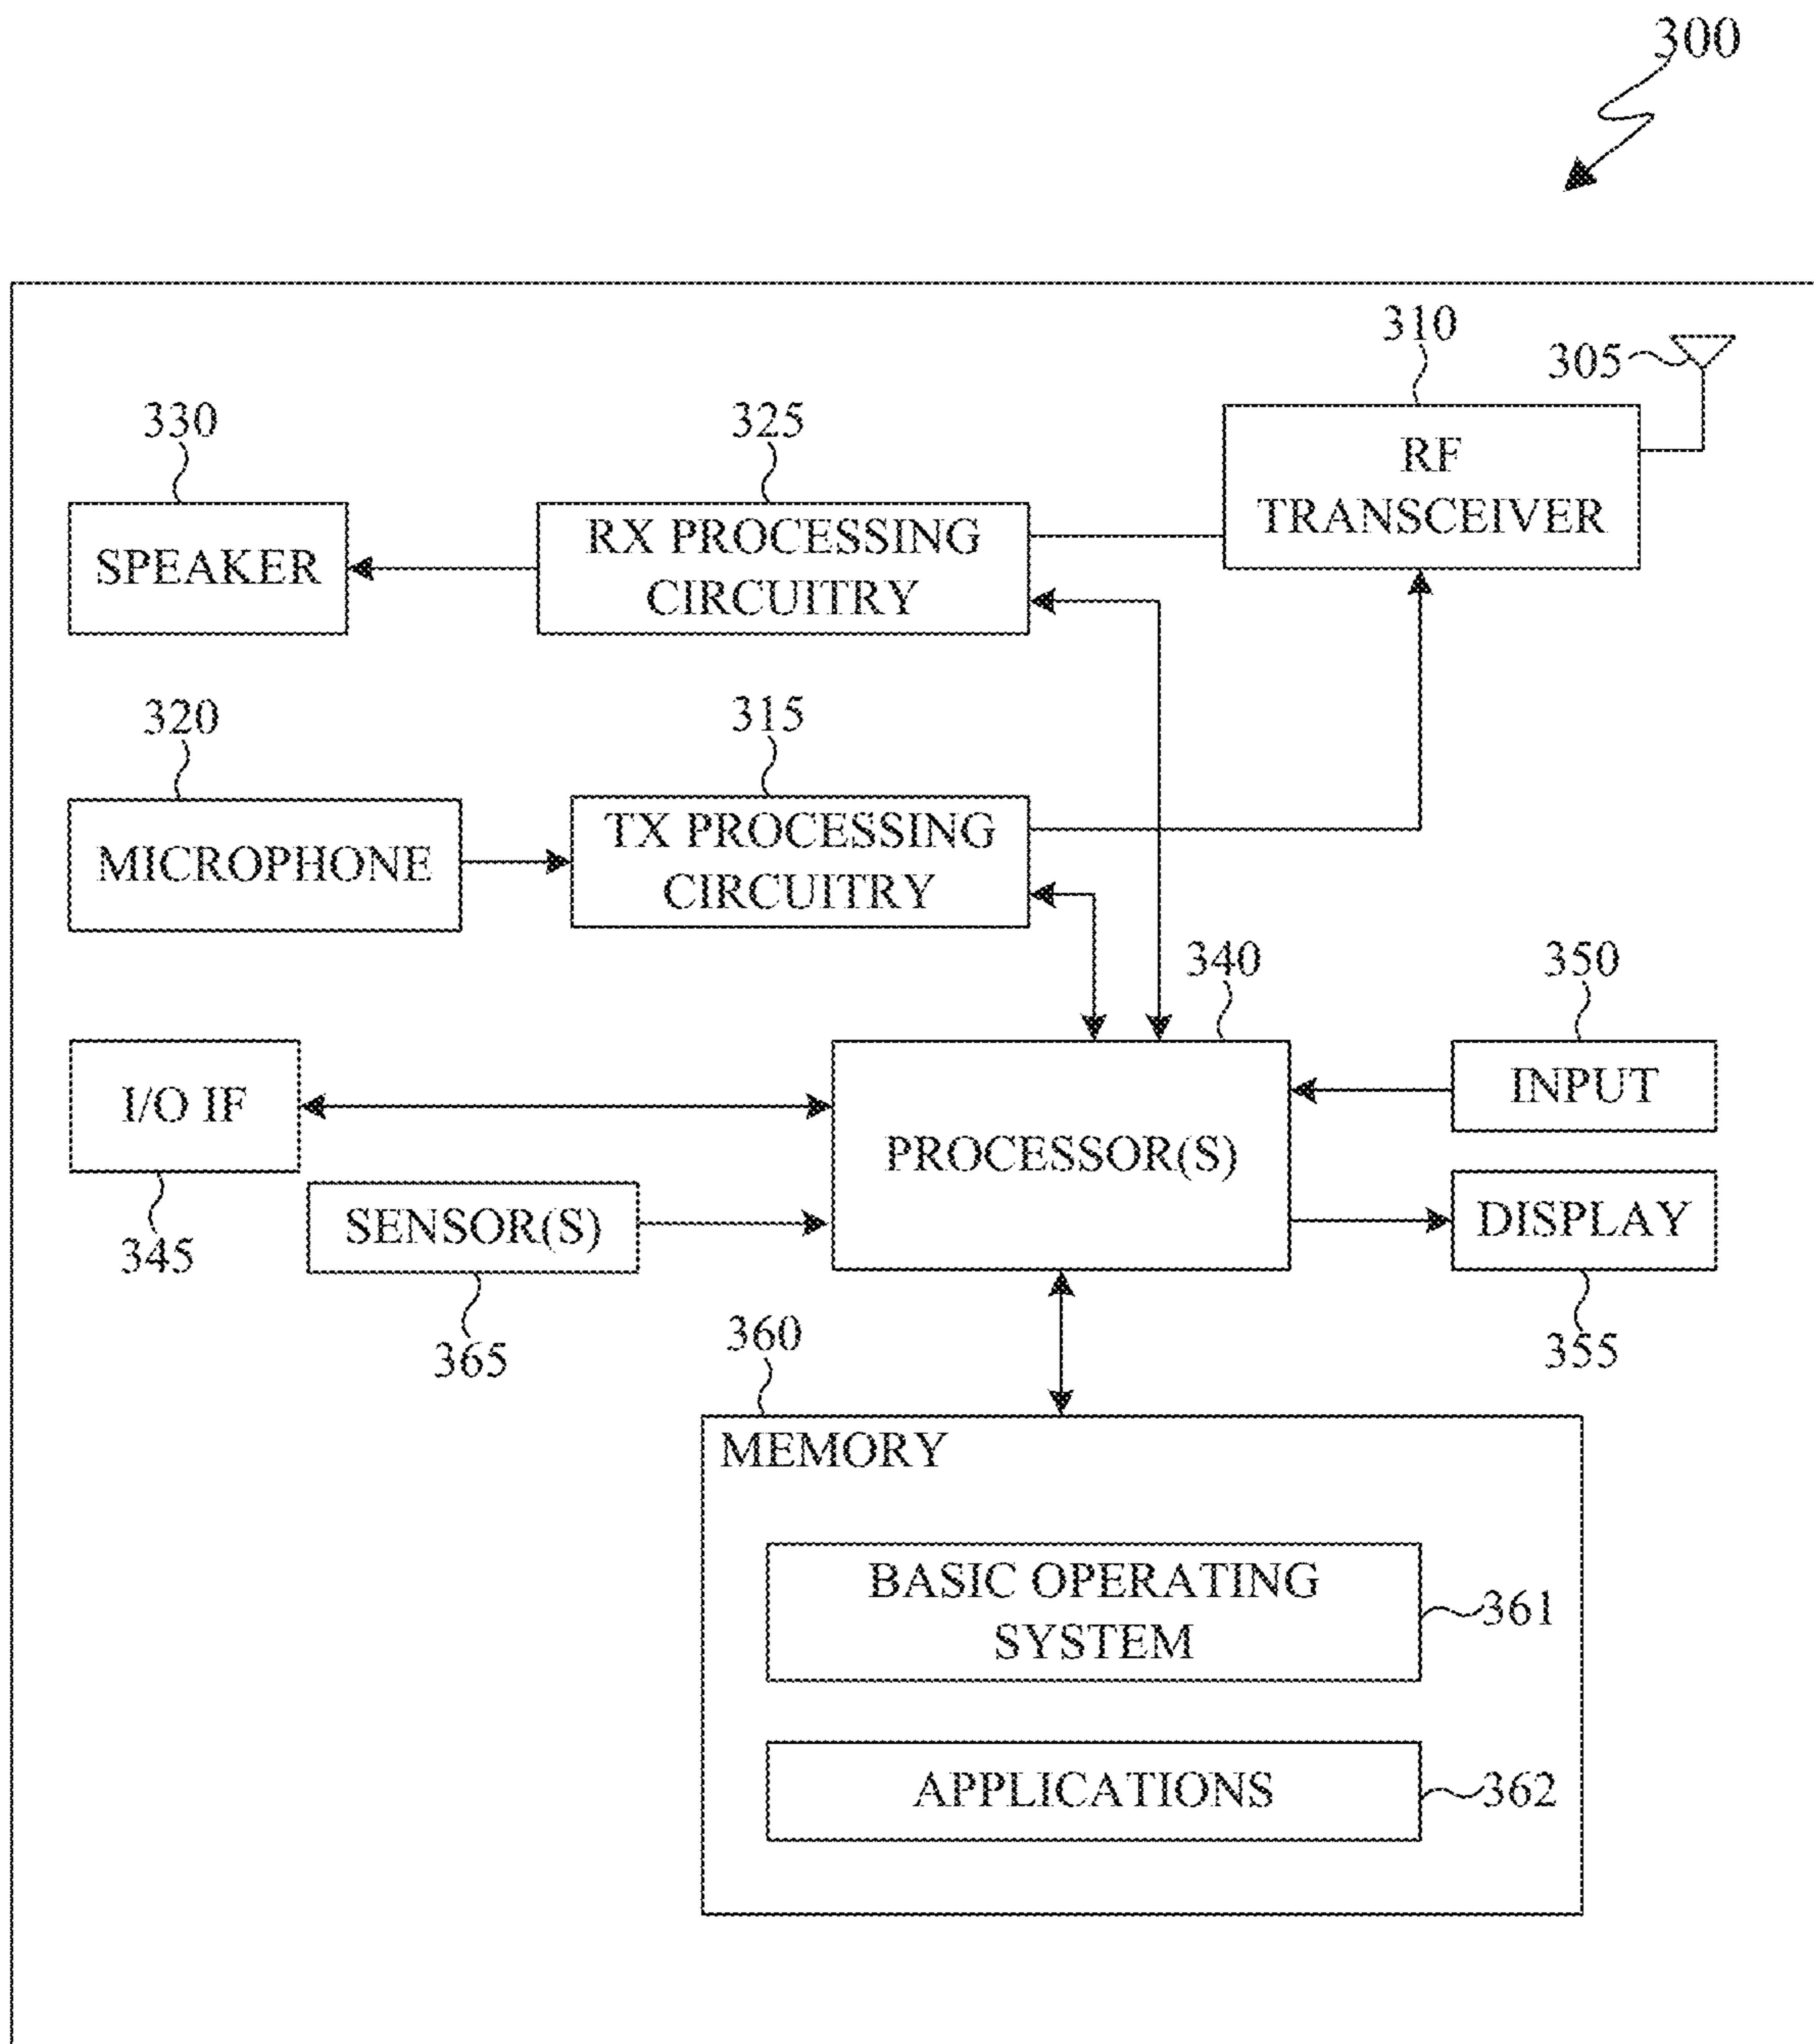 300
310
305
330
325
RF
TRANSCEIVER
SPEAKER
RX PROCESSING
CIRCUITRY
320
315
MICROPHONE
TX PROCESSING
CIRCUITRY
340
350
I/O IF
PROCESSOR(S)
INPUT
SENSOR(S)
DISPLAY
345
365
360
355
MEMORY
BASIC OPERATING
SYSTEM
361
APPLICATIONS
362